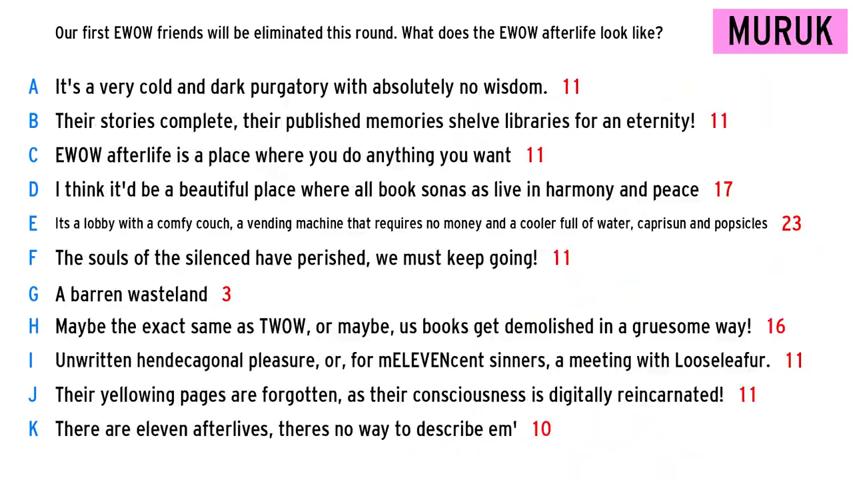 Our first EWOW friends will be eliminated this round. What does the EWOW afterlife look like?
MURUK
A It's a very cold and dark purgatory with absolutely no wisdom. 11
B Their stories complete, their published memories shelve libraries for an eternity! 11
C EWOW afterlife is a place where you do anything you want 11
D I think it'd be a beautiful place where all book sonas as live in harmony and peace 17
E Its a lobby with a comfy couch, a vending machine that requires no money and a cooler full of water, caprisun and popsicles 23
F The souls of the silenced have perished, we must keep going! 11
G A barren wasteland 3
H Maybe the exact same as TWOW, or maybe, us books get demolished in a gruesome way! 16
I Unwritten hendecagonal pleasure, or, for mELEVENcent sinners, a meeting with Looseleafur. 11
J Their yellowing pages are forgotten, as their consciousness is digitally reincarnated! 11
K There are eleven afterlives, theres no way to describe em' 10